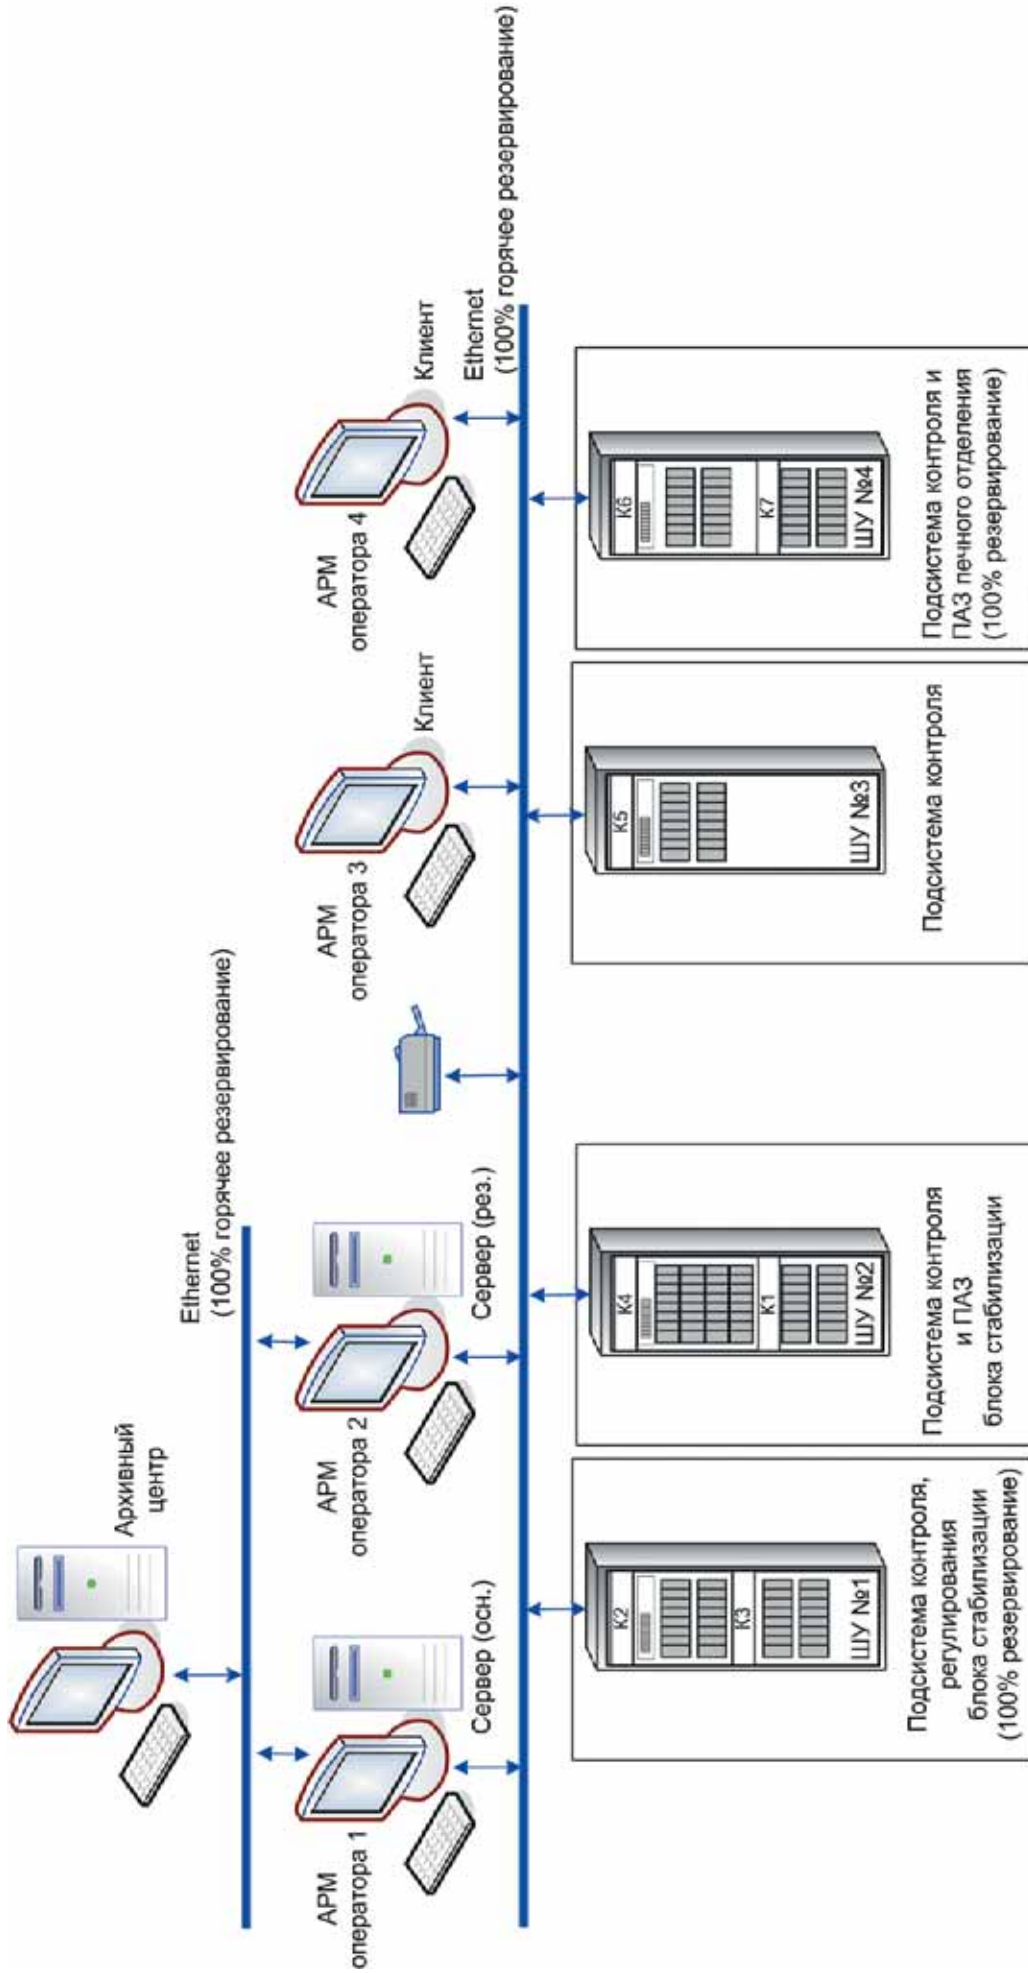 Архивный
центр
Ethernet
(100% горячее резервирование)
АРМ
оператора 1
Сервер (осн.)
АРМ
оператора 2
Сервер (рез.)
АРМ
оператора 3
Клиент
АРМ
оператора 4
Клиент
Ethernet
(100% горячее резервирование)
К2
К3
ШУ №1
Подсистема контроля,
регулирования
блока стабилизации
(100% резервирование)
К4
К1
ШУ №2
Подсистема контроля
и ПАЗ
блока стабилизации
К5
ШУ №3
Подсистема контроля
К6
К7
ШУ №4
Подсистема контроля и
ПАЗ печного отделения
(100% резервирование)